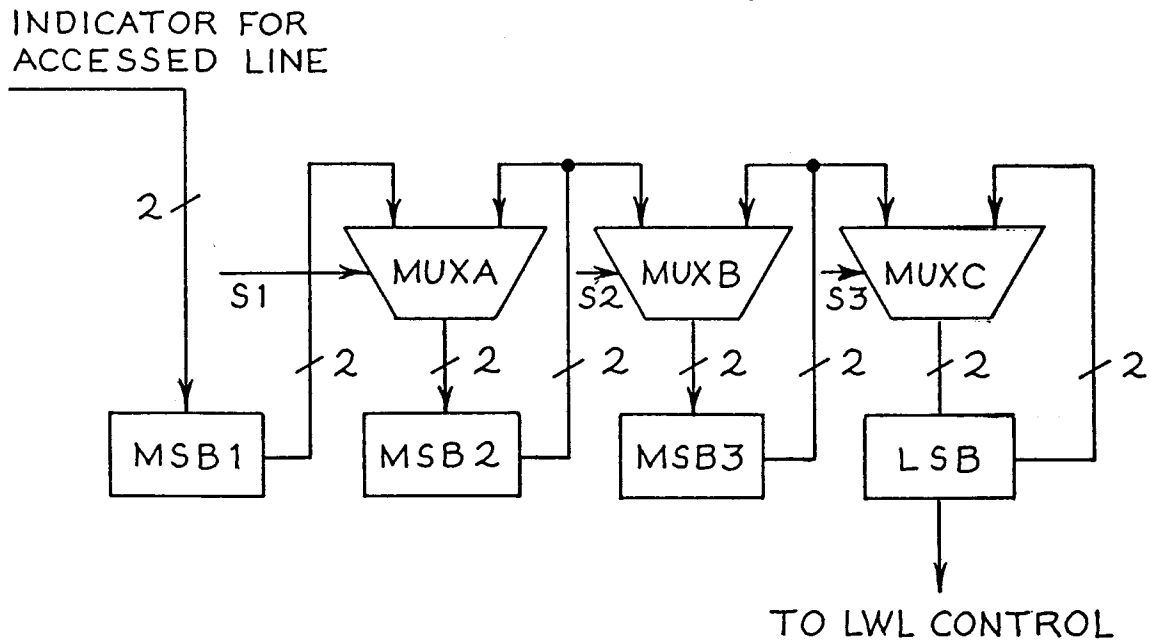 INDICATOR FOR
ACCESSED LINE
2
MUXA
MUXB
MUXC
S1
S2
S3
2
2
2
2
2
2
2
MSB1
MSB2
MSB3
LSB
TO LWL CONTROL